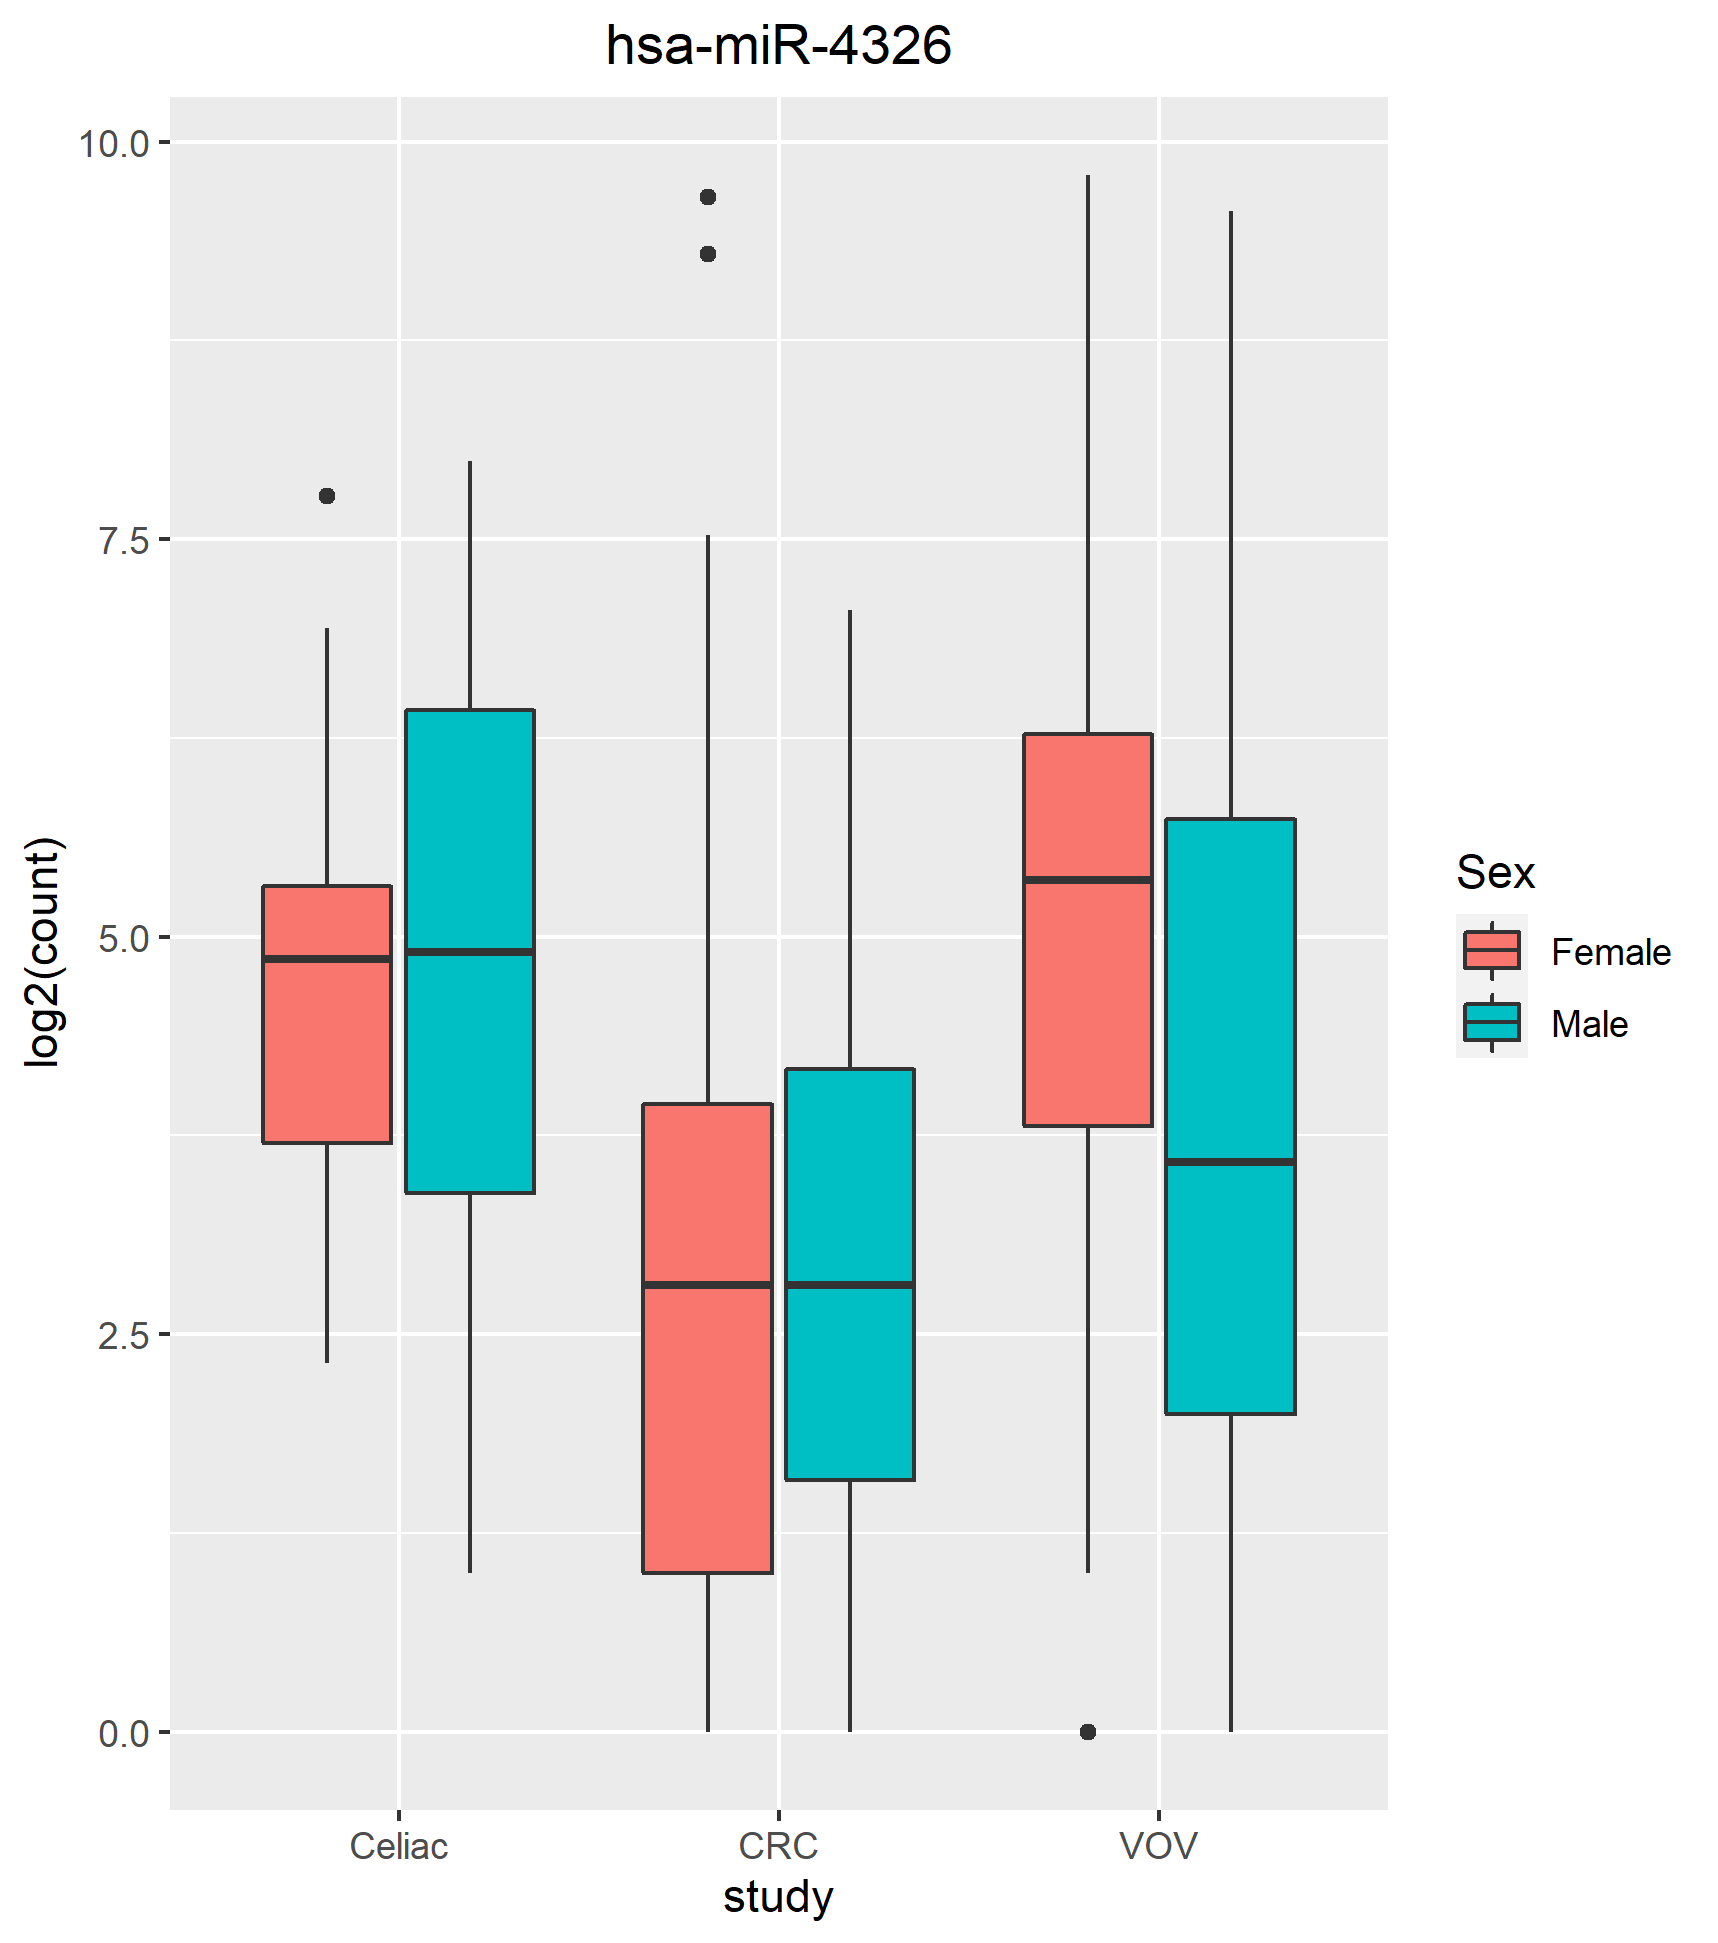 hsa-miR-4326
10.0
7.5
5.0
2.5
0.0
log2(count)
Celiac CRC VOV
study
Sex
Female
Male